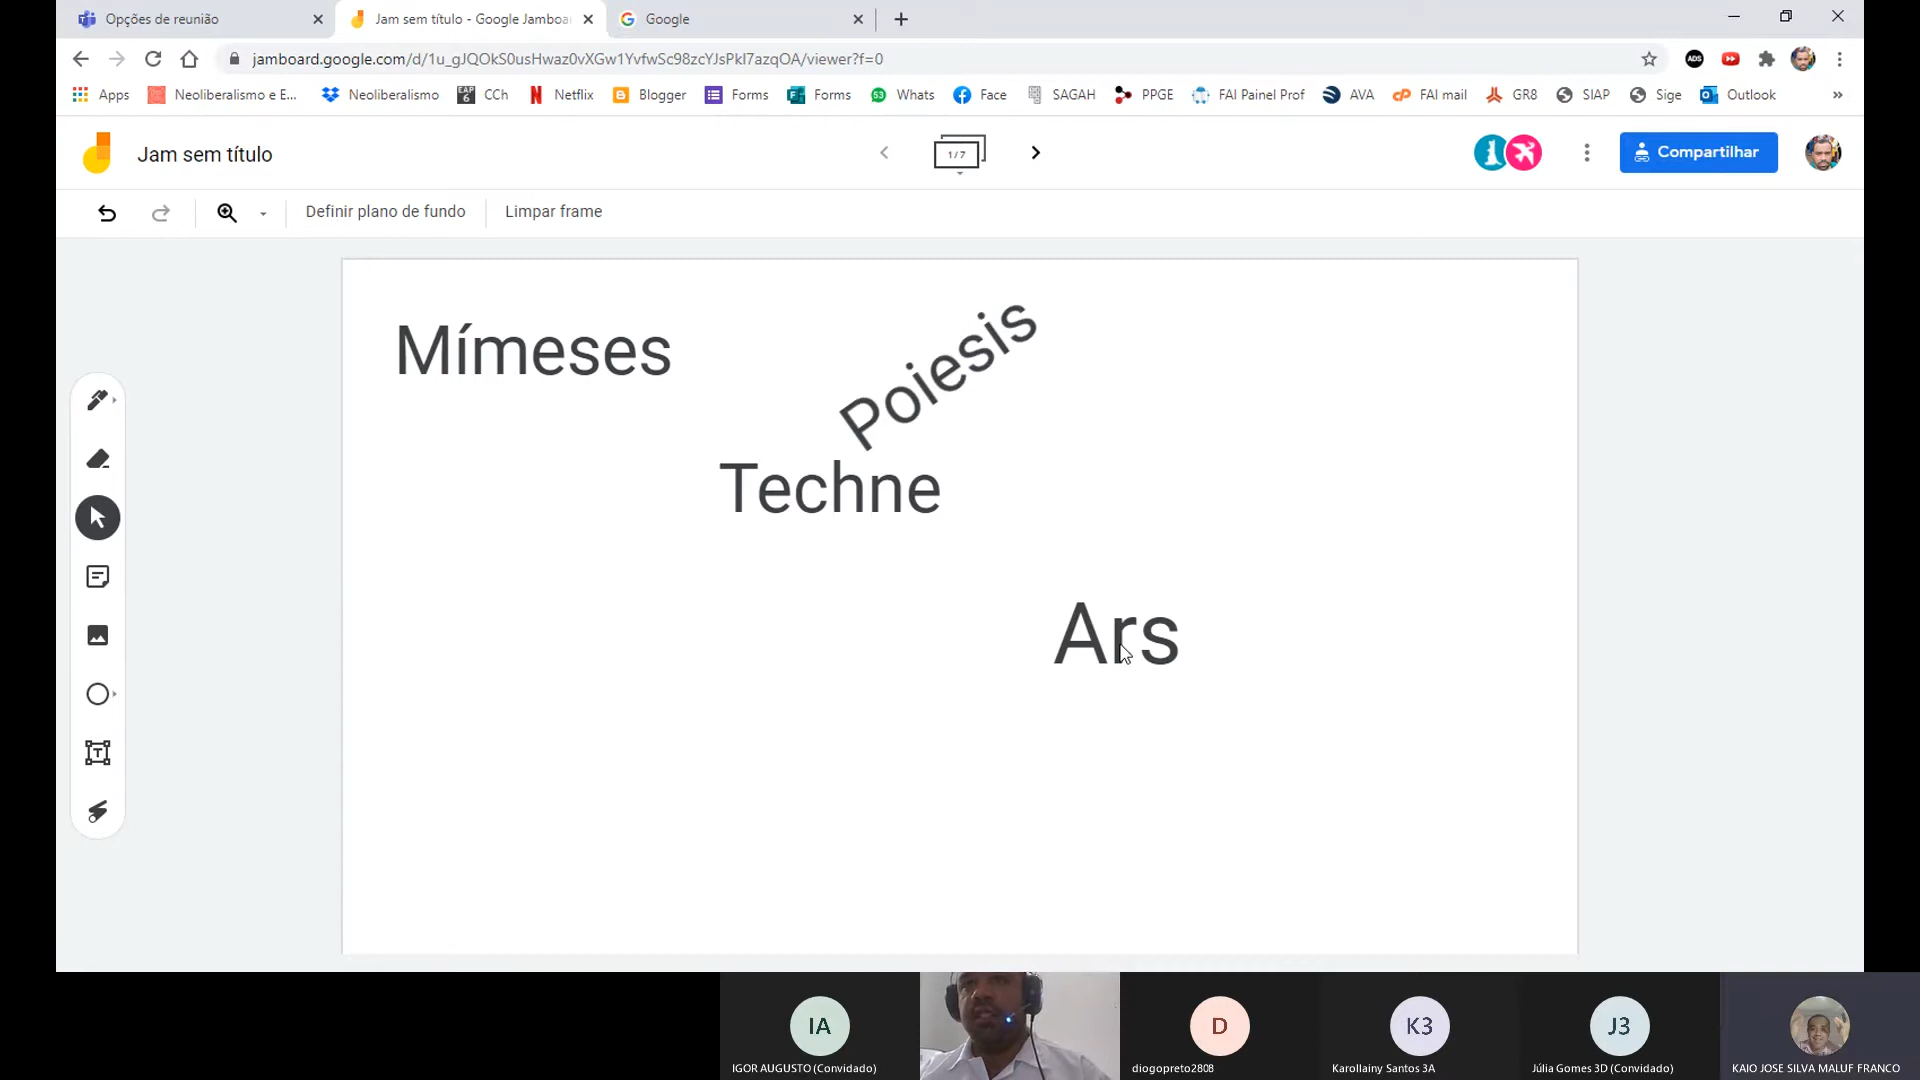 Opções de reunião
Jam sem título - Google Jamboa
Google
jamboard.google.com/d/1u_gJQOkS0usHwaz0vXGw1YvfwSc98zcYJsPkI7azqOA/viewer?f=0
Apps
Neoliberalismo e E...
Neoliberalismo
CCh
Netflix
Blogger
Forms
Forms
Whats
Face
SAGAH
PPGE
FAI Painel Prof
AVA
FAI mail
GR8
SIAP
Sige
Outlook
»
Jam sem título
1/7
Compartilhar
Definir plano de fundo
Limpar frame
Mímeses
Poiesis
Techne
Ars
IA
D
K3
J3
IGOR AUGUSTO (Convidado)
diogopreto2808
Karollainy Santos 3A
Júlia Gomes 3D (Convidado)
KAIO JOSE SILVA MALUF FRANCO